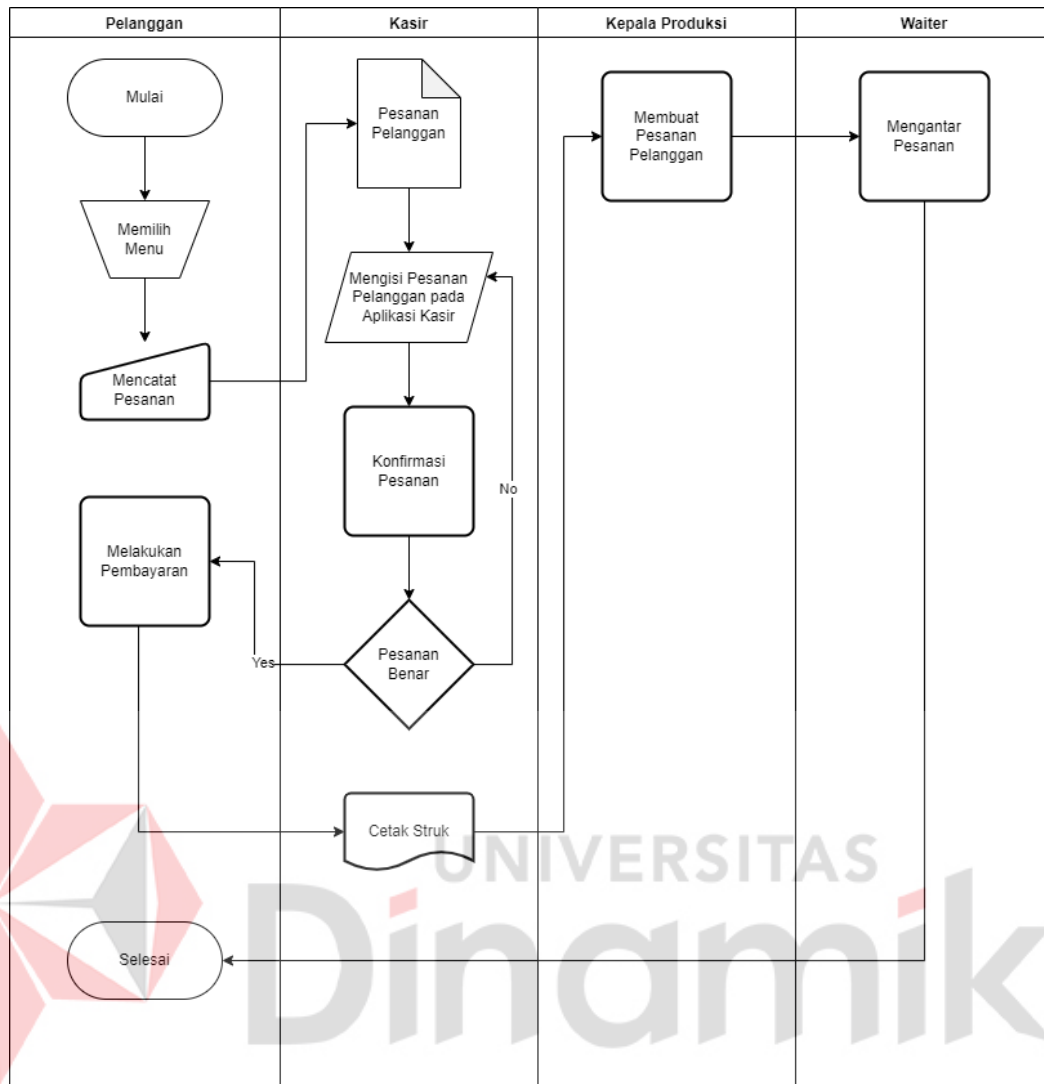 Pelanggan
Kasir
Kepala Produksi
Waiter
Mulai
Memilih
Menu
Mencatat
Pesanan
Pesanan
Pelanggan
Mengisi Pesanan
Pelanggan pada
Aplikasi Kasir
Konfirmasi
Pesanan
No
Pesanan
Benar
Yes
Melakukan
Pembayaran
Cetak Struk
Membuat
Pesanan
Pelanggan
Mengantar
Pesanan
Selesai
UNIVERSITAS
Dinamik